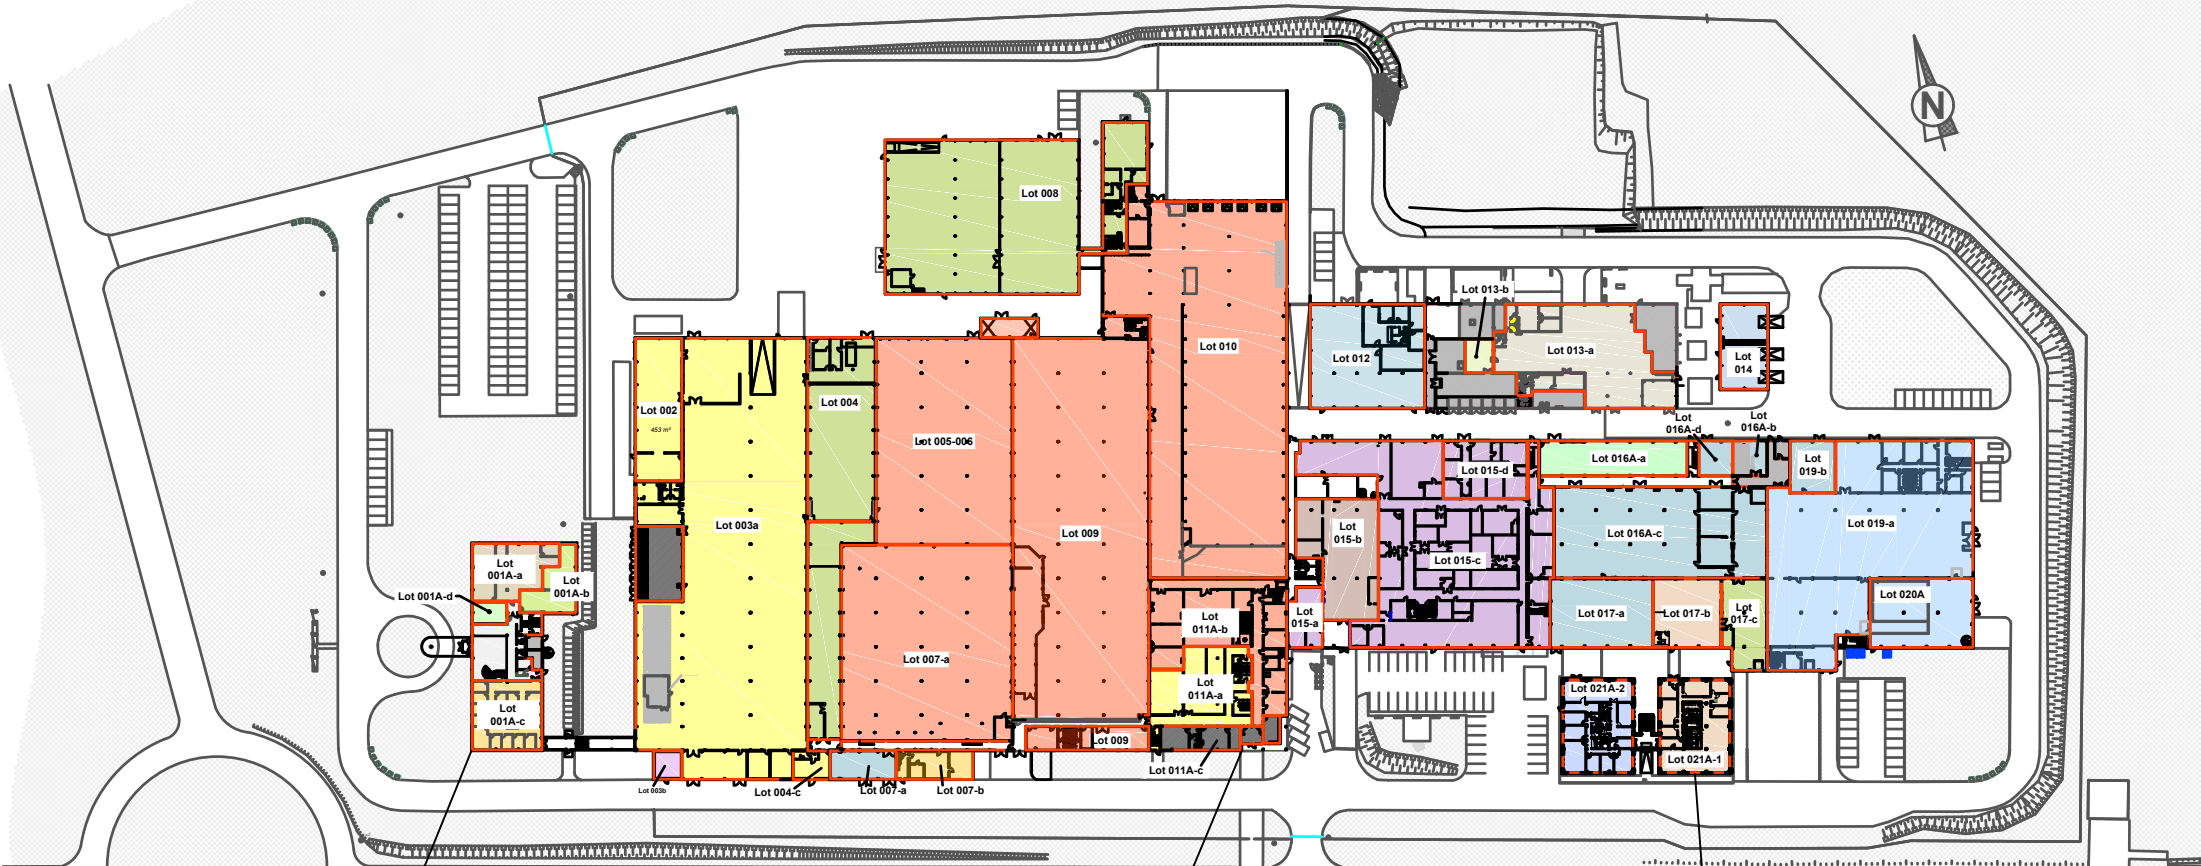 N
Lot 008
Lot 013-b
Lot 010
Lot 012
Lot 013-a
Lot
014
Lot 002
453 m²
Lot 004
Lot
016A-d
Lot
016A-b
Lot 005-006
Lot 015-d
Lot 016A-a
Lot
019-b
Lot 003a
Lot 009
Lot
015-b
Lot 016A-c
Lot 019-a
Lot
001A-a
Lot
001A-b
Lot 015-c
Lot 001A-d
Lot
015-a
Lot
011A-b
Lot 017-a
Lot 017-b
Lot
017-c
Lot 020A
Lot 007-a
Lot
011A-a
Lot 021A-2
Lot
001A-c
Lot 009
Lot 021A-1
Lot 011A-c
Lot 003b
Lot 004-c
Lot 007-a
Lot 007-b